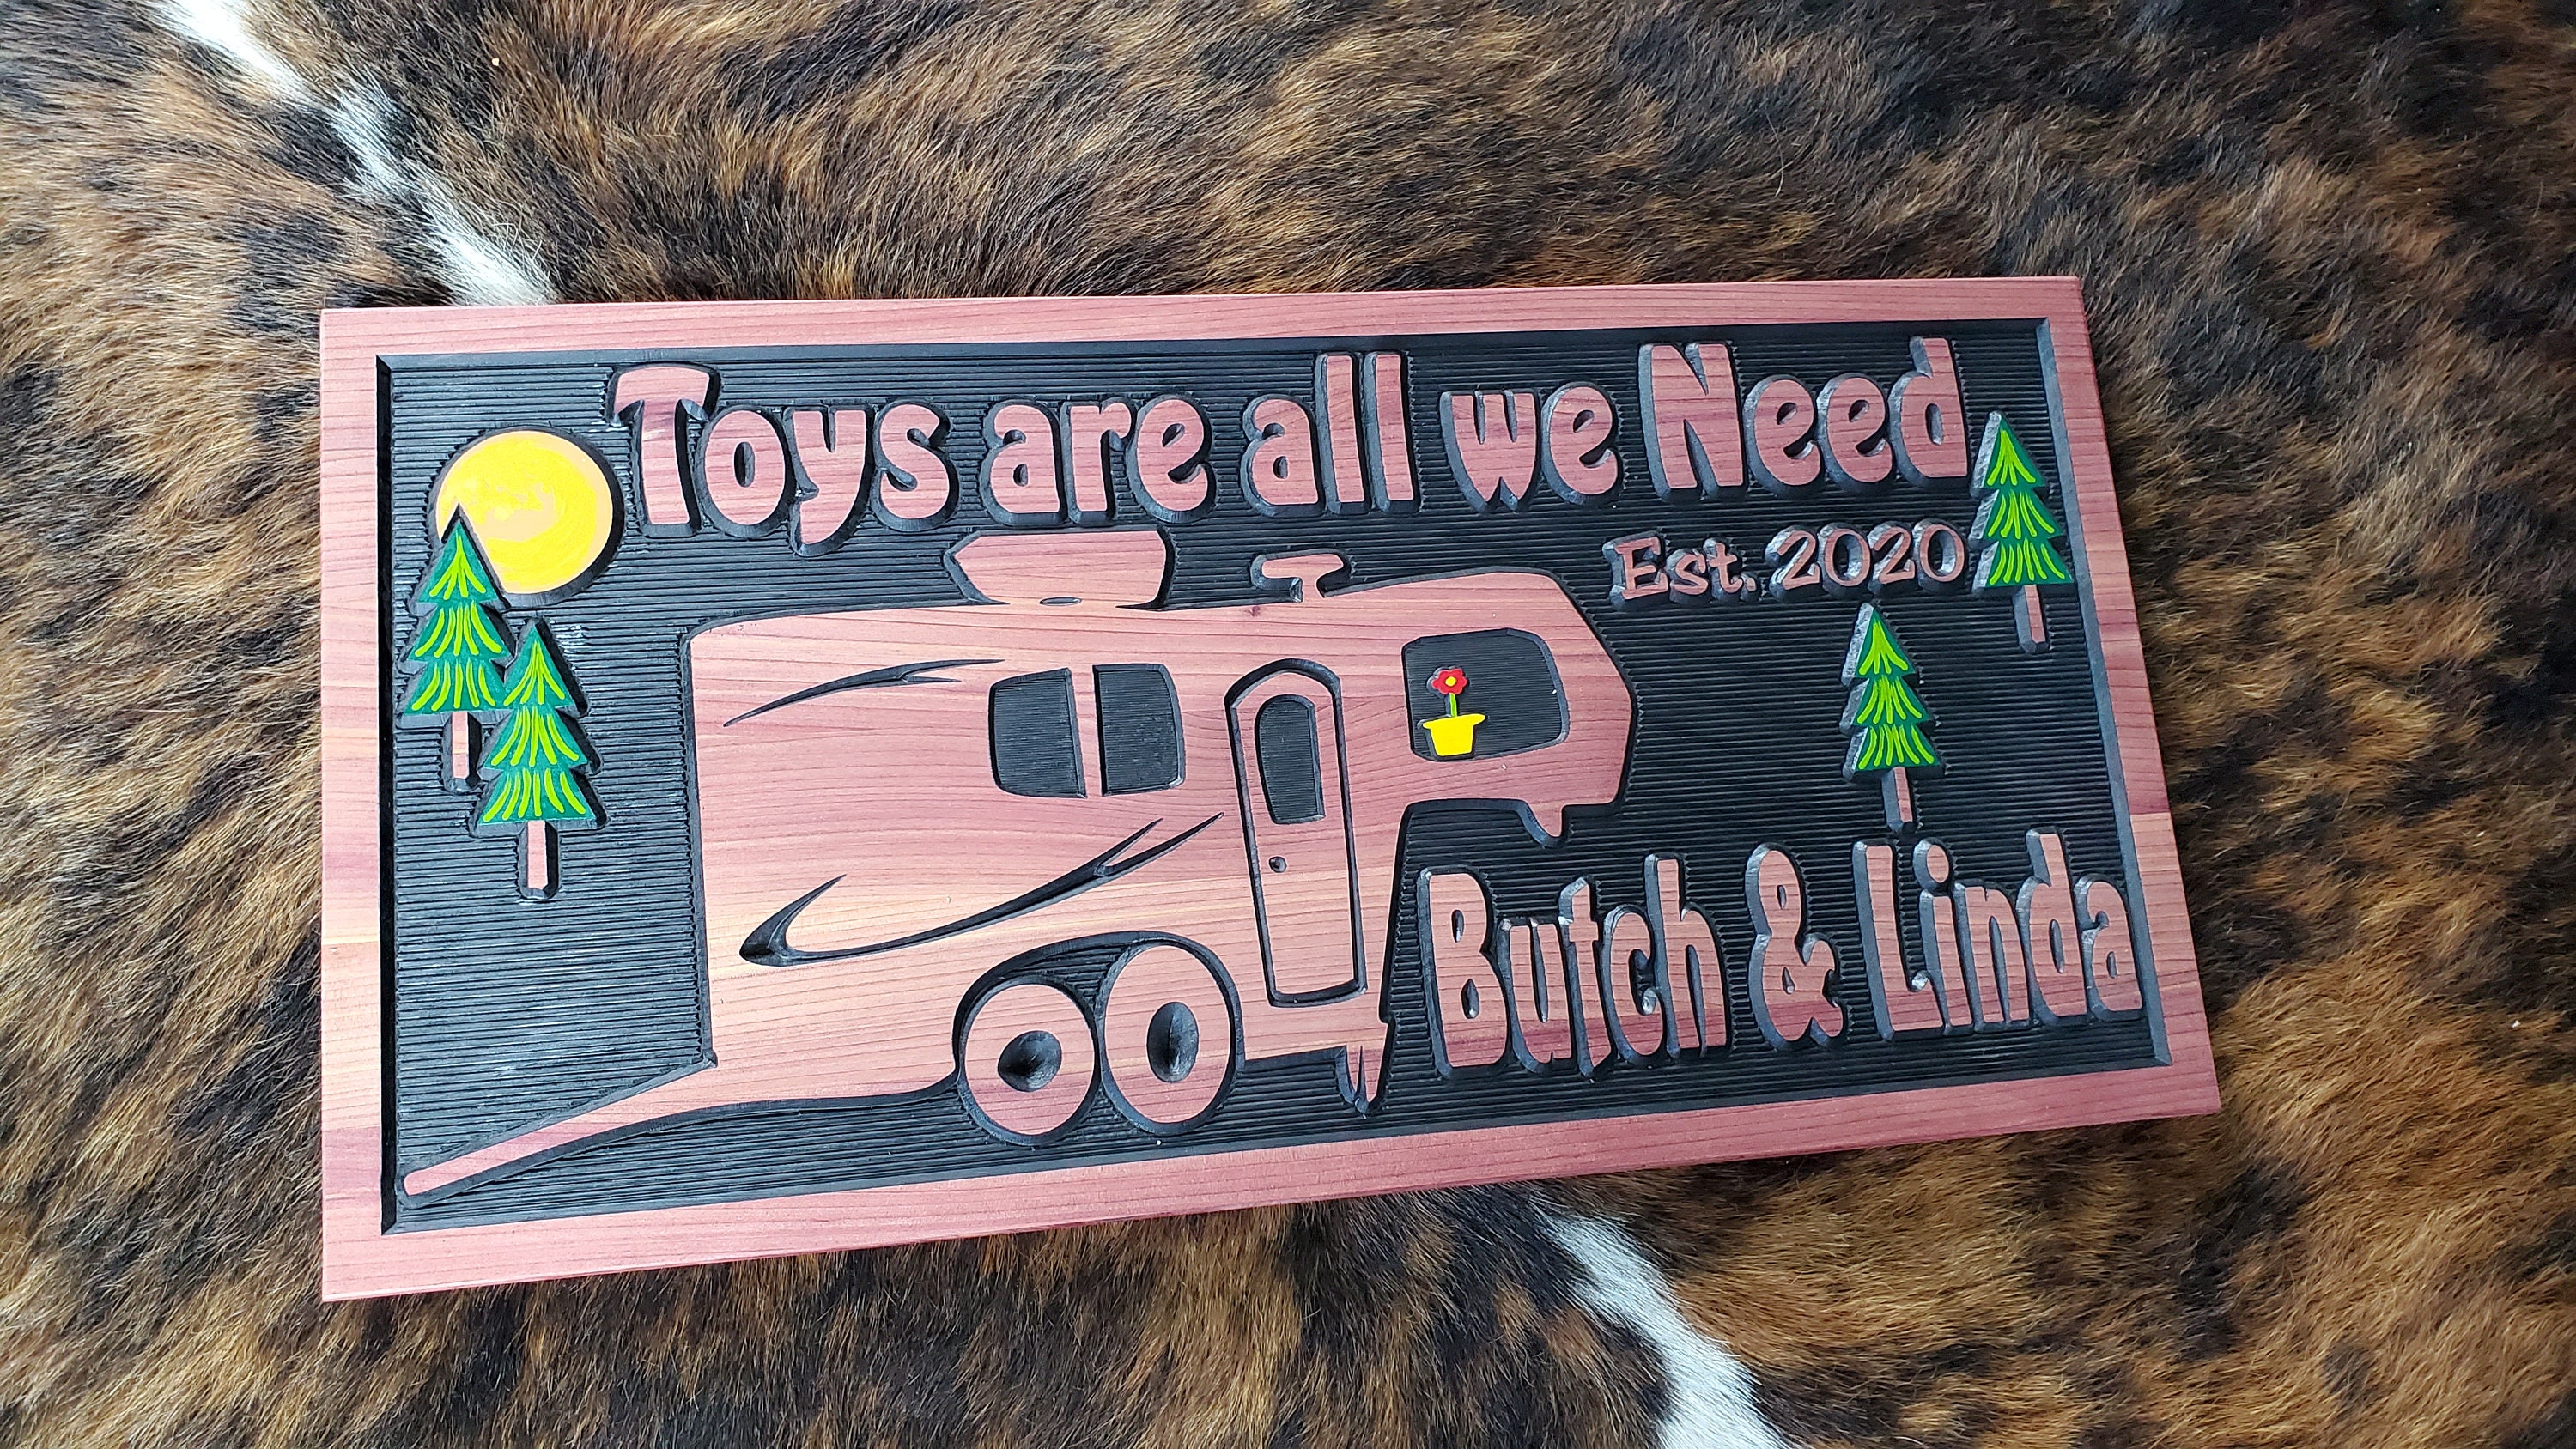 Toys are all we Need
Est. 2020
Butch & Linda